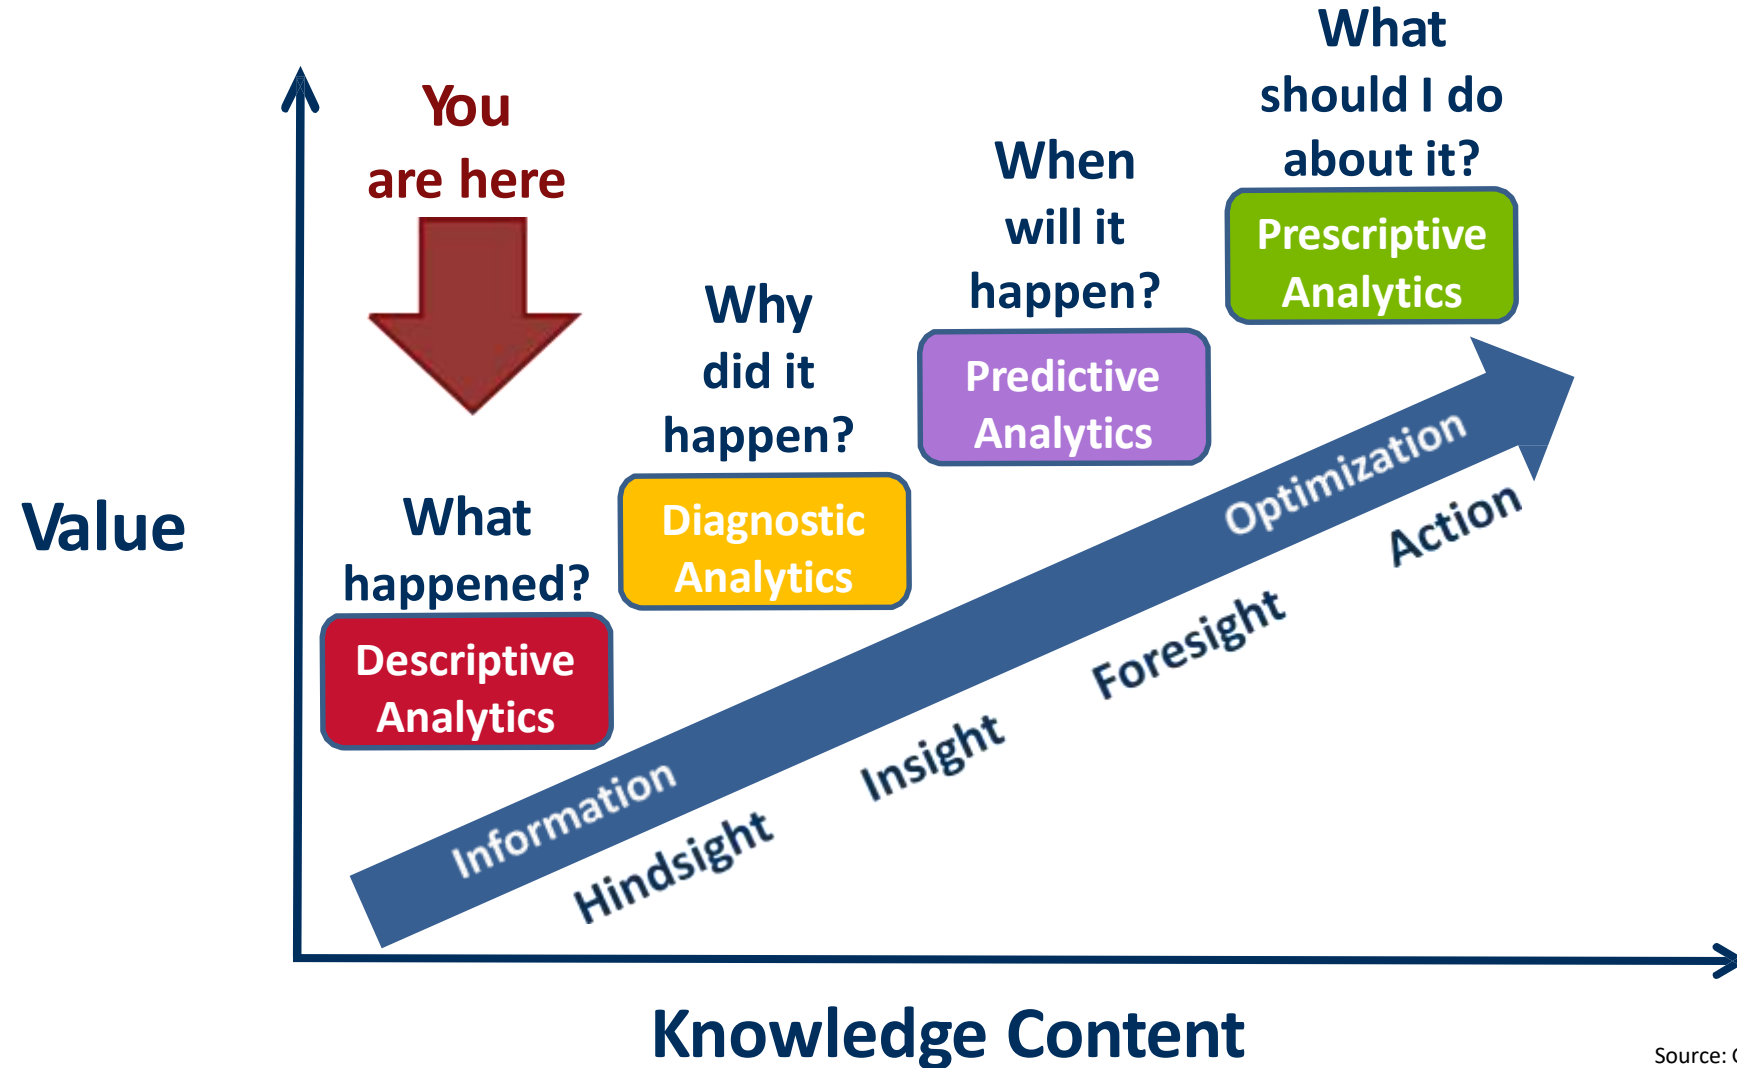 You
are here
What
should I do
about it?
When
will it
happen?
Prescriptive
Analytics
Why
did it
happen?
Predictive
Analytics
Value
What
happened?
Diagnostic
Analytics
Descriptive
Analytics
Information
Optimization
Hindsight
Insight
Foresight
Action
Knowledge Content
Source: